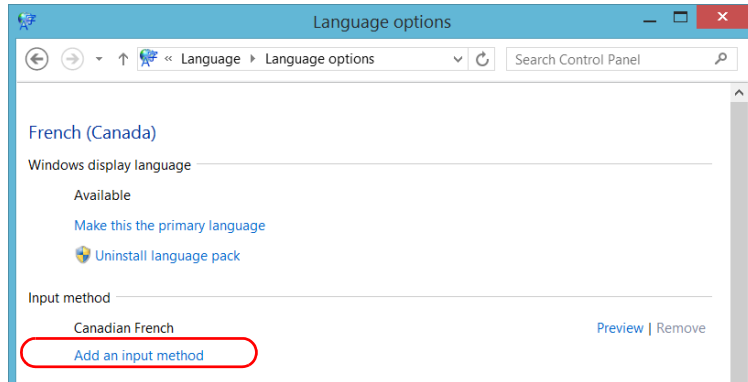 Language options
« Language Language options
Search Control Panel
French (Canada)
Windows display language
Available
Make this the primary language
Uninstall language pack
Input method
Canadian French Preview | Remove
Add an input method